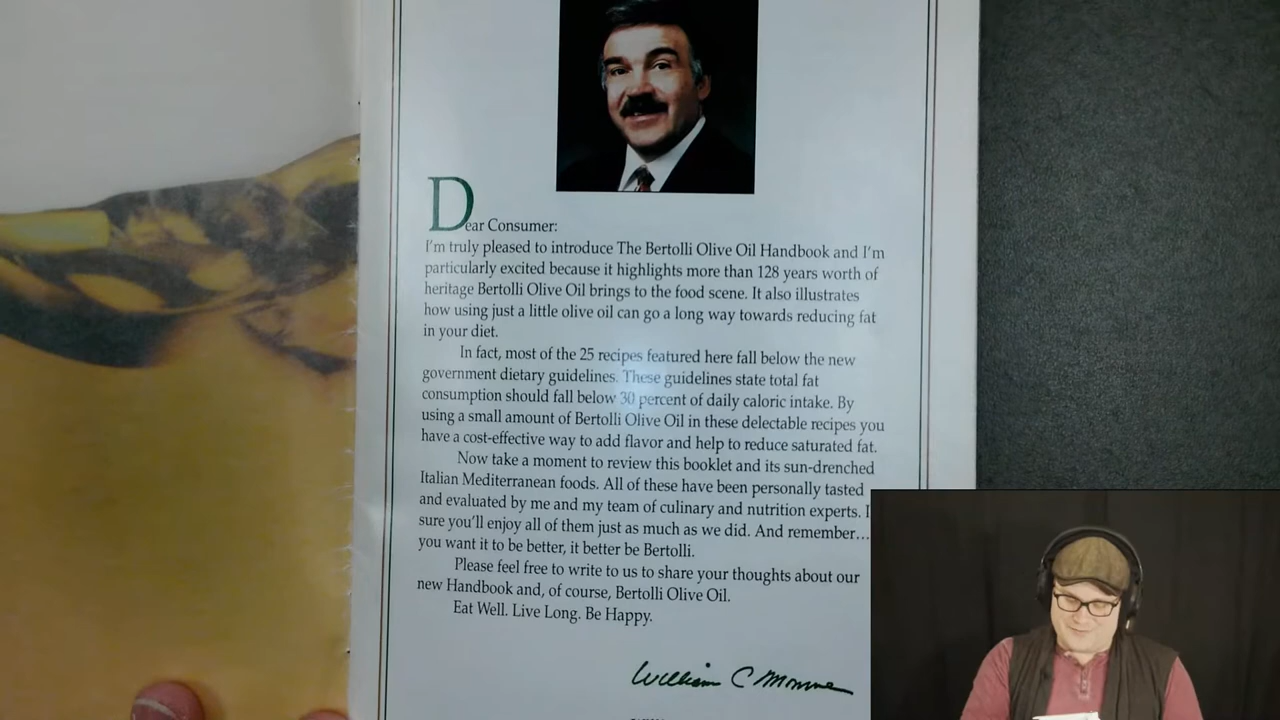 Dear Consumer:
I'm truly pleased to introduce The Bertolli Olive Oil Handbook and I'm
particularly excited because it highlights more than 128 years worth of
heritage Bertolli Olive Oil brings to the food scene. It also illustrates
how using just a little olive oil can go a long way towards reducing fat
in your diet.
In fact, most of the 25 recipes featured here fall below the new
government dietary guidelines. These guidelines state total fat
consumption should fall below 30 percent of daily caloric intake. By
using a small amount of Bertolli Olive Oil in these delectable recipes you
have a cost-effective way to add flavor and help to reduce saturated fat.
Now take a moment to review this booklet and its sun-drenched
Italian Mediterranean foods. All of these have been personally tasted
and evaluated by me and my team of culinary and nutrition experts.
sure you'll enjoy all of them just as much as we did. And remember...
you want it to be better, it better be Bertolli.
Please feel free to write to us to share your thoughts about our
new Handbook and, of course, Bertolli Olive Oil.
Eat Well. Live Long. Be Happy.
William C